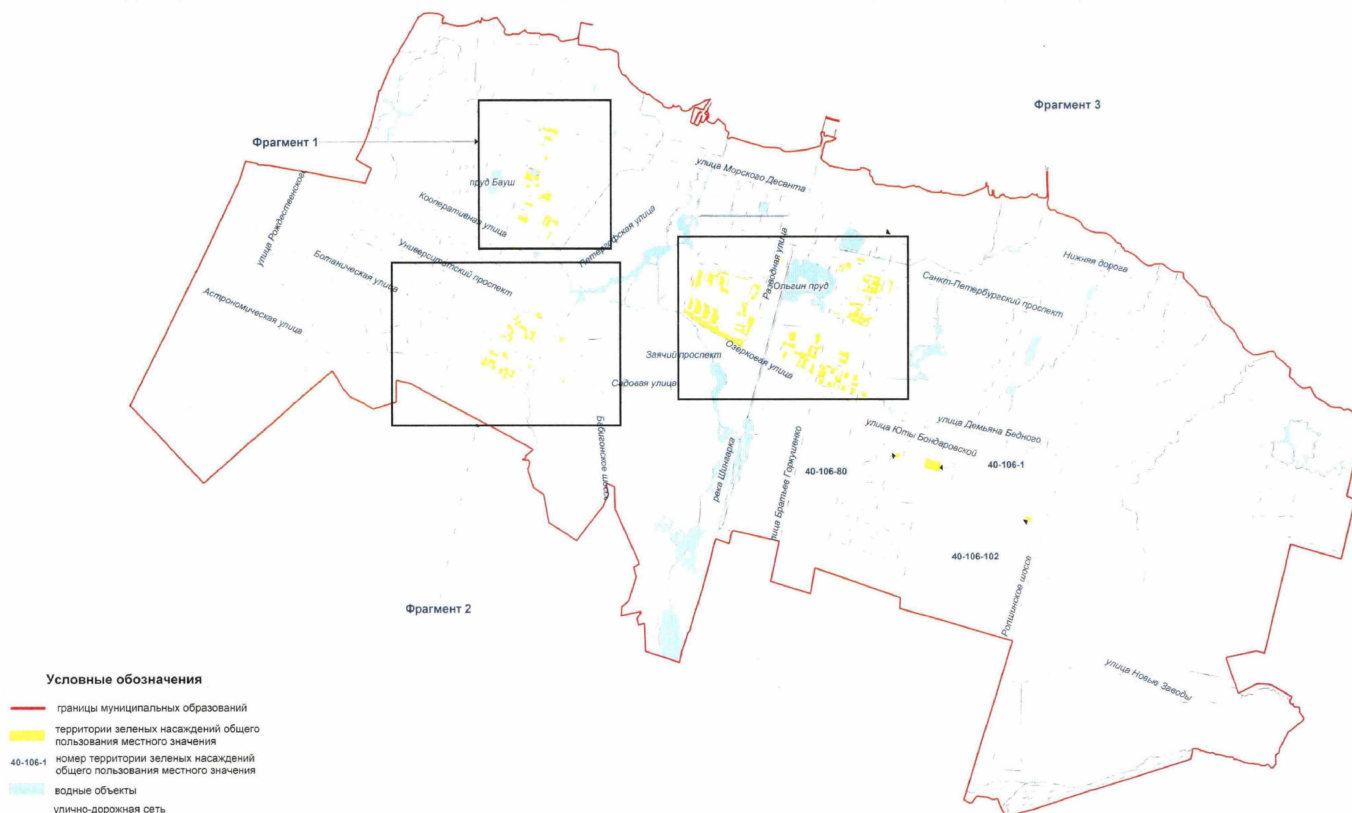 Фрагмент 3
Фрагмент 1
улица Морского Десанта
пруд Бауш
улица Рождественского
Кооперативная улица
Петергофская улица
Университетский проспект
Ботаническая улица
Нижняя дорога
Санкт-Петербургский проспект
Разводная улица
Ольгин пруд
Астрономическая улица
Озерковая улица
Заячий проспект
Садовая улица
улица Демьяна Бедного
улица Юты Бондаровской
Бабигонское шоссе
река Шингарка
улица Братьев Горкушенко
40-106-80
40-106-1
40-106-102
Ропшинское шоссе
Фрагмент 2
улица Новые Заводы
Условные обозначения
границы муниципальных образований
территории зеленых насаждений общего
пользования местного значения
40-106-1
номер территории зеленых насаждений
общего пользования местного значения
водные объекты
улично-дорожная сеть